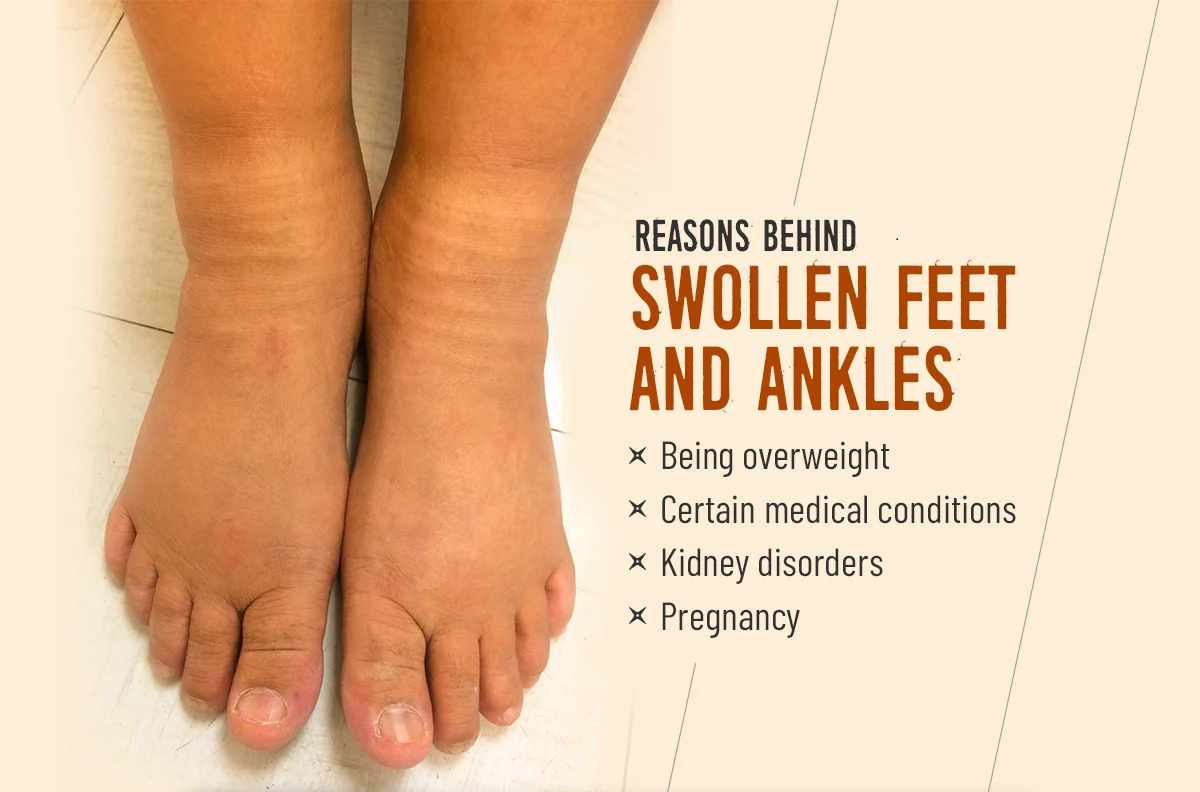 REASONS BEHIND
SWOLLEN FEET
AND ANKLES
Being overweight
Certain medical conditions
Kidney disorders
Pregnancy